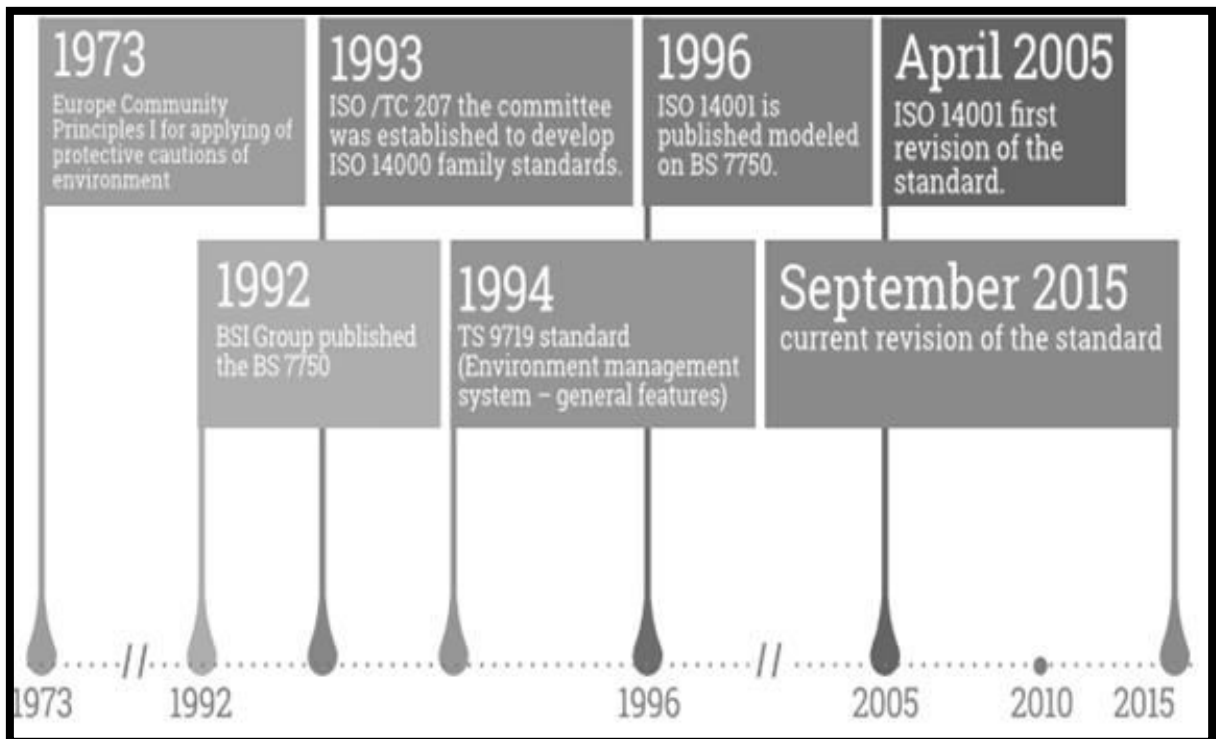 1973
Europe Community
Principles I for applying of
protective cautions of
environment
1993
ISO /TC 207 the committee
was established to develop
ISO 14000 family standards.
1996
ISO 14001 is
published modeled
on BS 7750.
April 2005
ISO 14001 first
revision of the
standard.
1992
BSI Group published
the BS 7750
1994
TS 9719 standard
(Environment management
system – general features)
September 2015
current revision of the standard
//
//
1973
1992
1996
2005
2010
2015